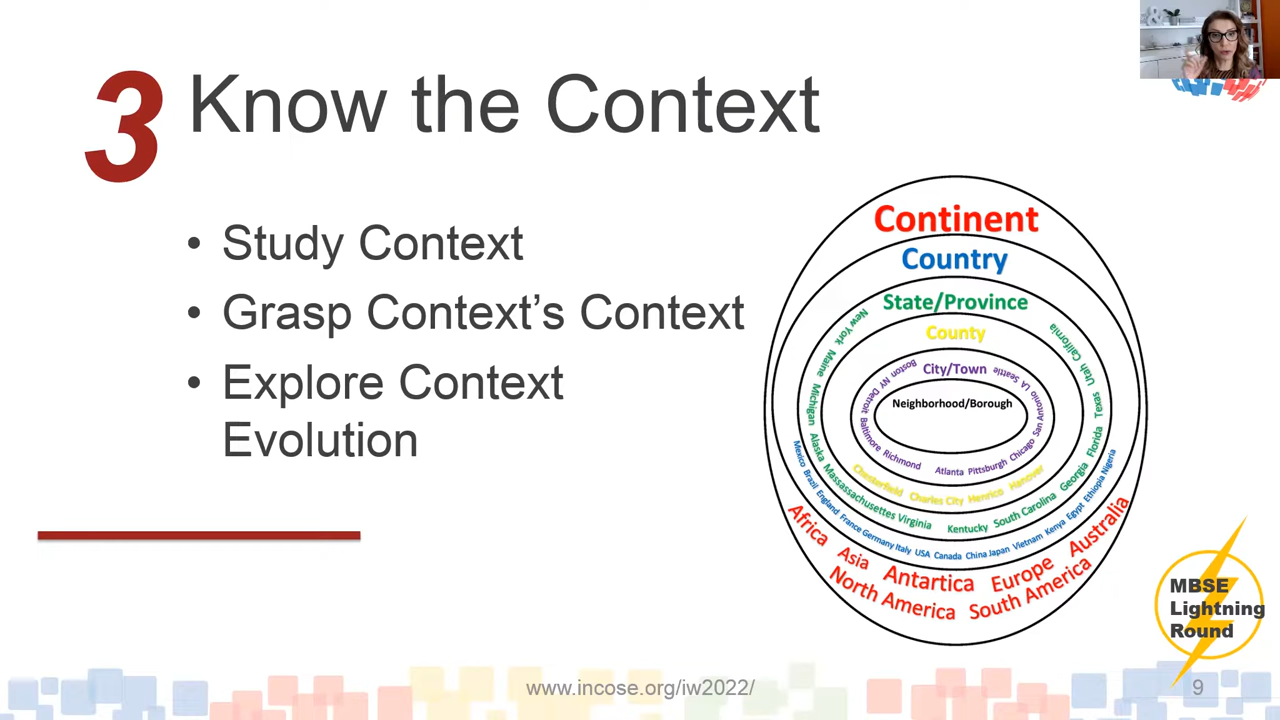 3 Know the Context
• Study Context
• Grasp Context’s Context
• Explore Context
Evolution
Continent
Country
State/Province
County
City/Town
Neighborhood/Borough
Boston NY Detroit Baltimore Richmond Atlanta Pittsburgh Chicago San Antonio LA Seattle
Chesterfield Charles City Henrico Hanover
New York Maine Michigan Alaska Massassachusettes Virginia Kentucky South Carolina Georgia Florida Texas Utah California
Mexico Brazil England France Germany Italy USA Canada China Japan Vietnam Kenya Egypt Ethiopia Nigeria
Africa Asia Antartica Europe Australia
North America South America
MBSE
Lightning
Round
www.incose.org/iw2022/
9